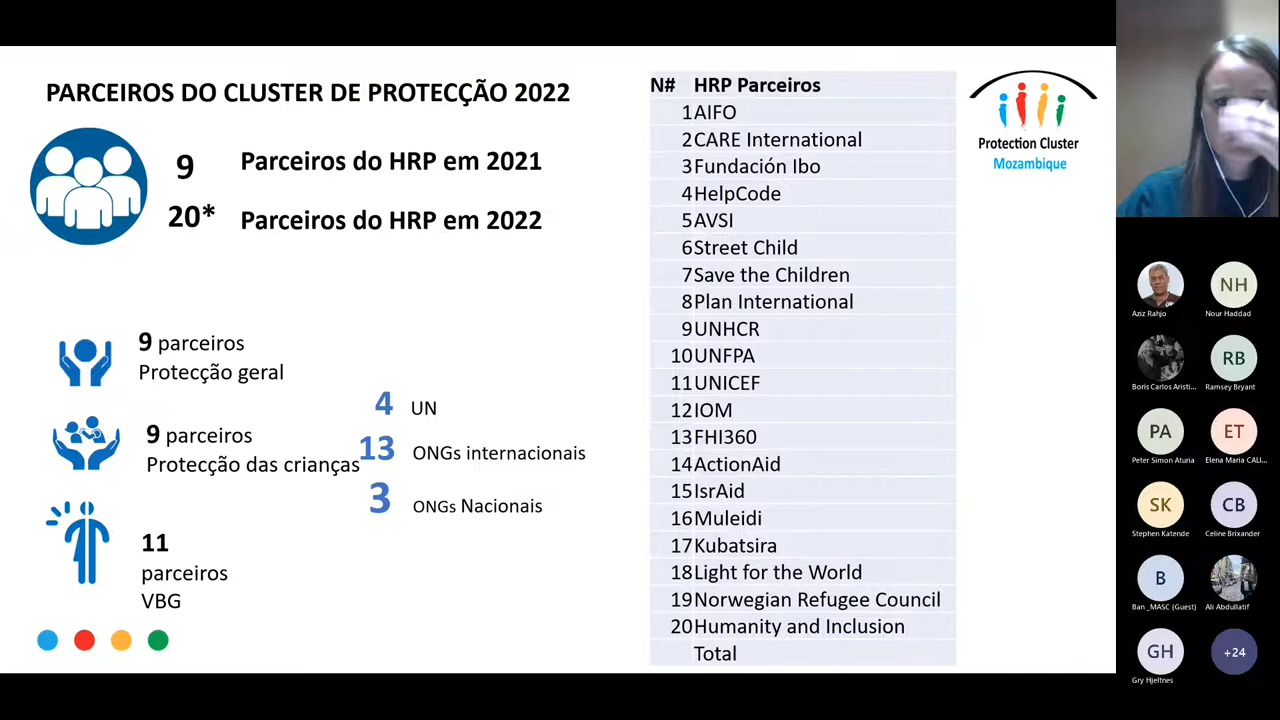 PARCEIROS DO CLUSTER DE PROTECÇÃO 2022
9 Parceiros do HRP em 2021
20* Parceiros do HRP em 2022
9 parceiros
Protecção geral
9 parceiros
Protecção das crianças
11
parceiros
VBG
4 UN
13 ONGs internacionais
3 ONGs Nacionais
N# HRP Parceiros
1 AIFO
2 CARE International
3 Fundación Ibo
4 HelpCode
5 AVSI
6 Street Child
7 Save the Children
8 Plan International
9 UNHCR
10 UNFPA
11 UNICEF
12 IOM
13 FHI360
14 ActionAid
15 IsrAid
16 Muleidi
17 Kubatsira
18 Light for the World
19 Norwegian Refugee Council
20 Humanity and Inclusion
Total
Protection Cluster
Mozambique
Aziz Rahjo
NH
Nour Haddad
Boris Carlos Aristi...
RB
Ramsey Bryant
PA
Peter Simon Aturia
ET
Elena Maria CALI...
SK
Stephen Katende
CB
Celine Brixander
B
Ban_MASC (Guest)
Ali Abdullatif
GH
Gry Hjeltnes
+24